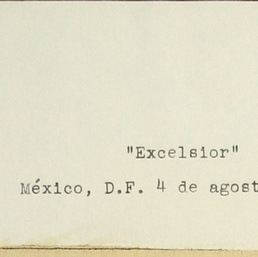 "Excelsior"
México, D.F. 4 de agost